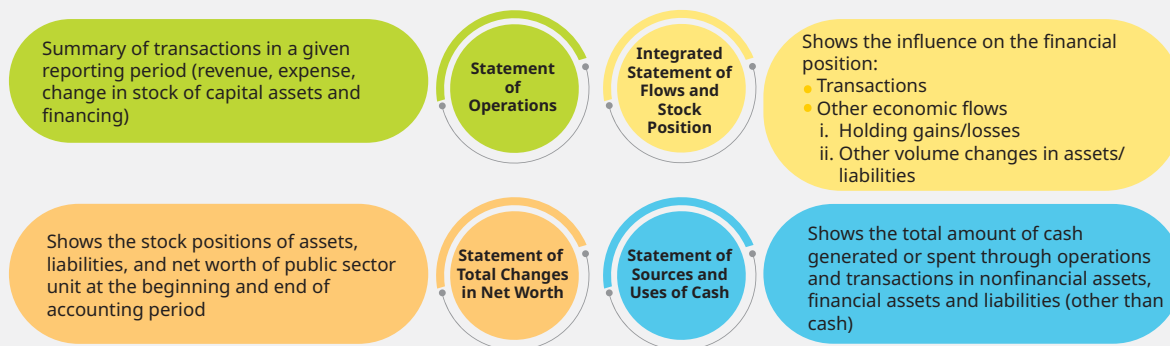 Summary of transactions in a given
reporting period (revenue, expense,
change in stock of capital assets and
financing)
Statement
of
Operations
Integrated
Statement of
Flows and
Stock
Position
Shows the influence on the financial
position:
Transactions
Other economic flows
i. Holding gains/losses
ii. Other volume changes in assets/
liabilities
Shows the stock positions of assets,
liabilities, and net worth of public sector
unit at the beginning and end of
accounting period
Statement of
Total Changes
in Net Worth
Statement of
Sources and
Uses of Cash
Shows the total amount of cash
generated or spent through operations
and transactions in nonfinancial assets,
financial assets and liabilities (other than
cash)